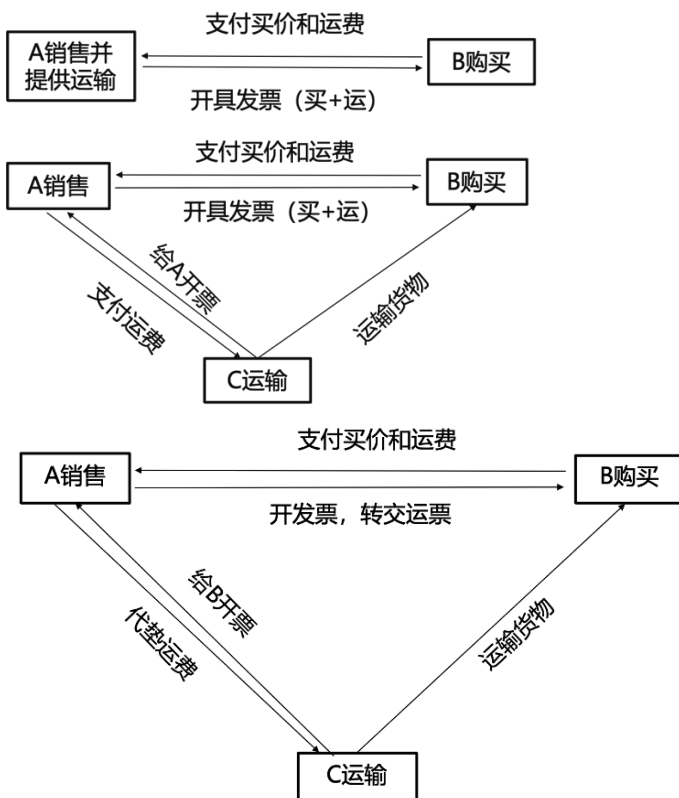 支付买价和运费
A销售并
提供运输
B购买
开具发票（买+运）
支付买价和运费
A销售
B购买
开具发票（买+运）
给A开票
支付运费
运输货物
C运输
支付买价和运费
A销售
B购买
开发票，转交运票
给B开票
代垫运费
运输货物
C运输